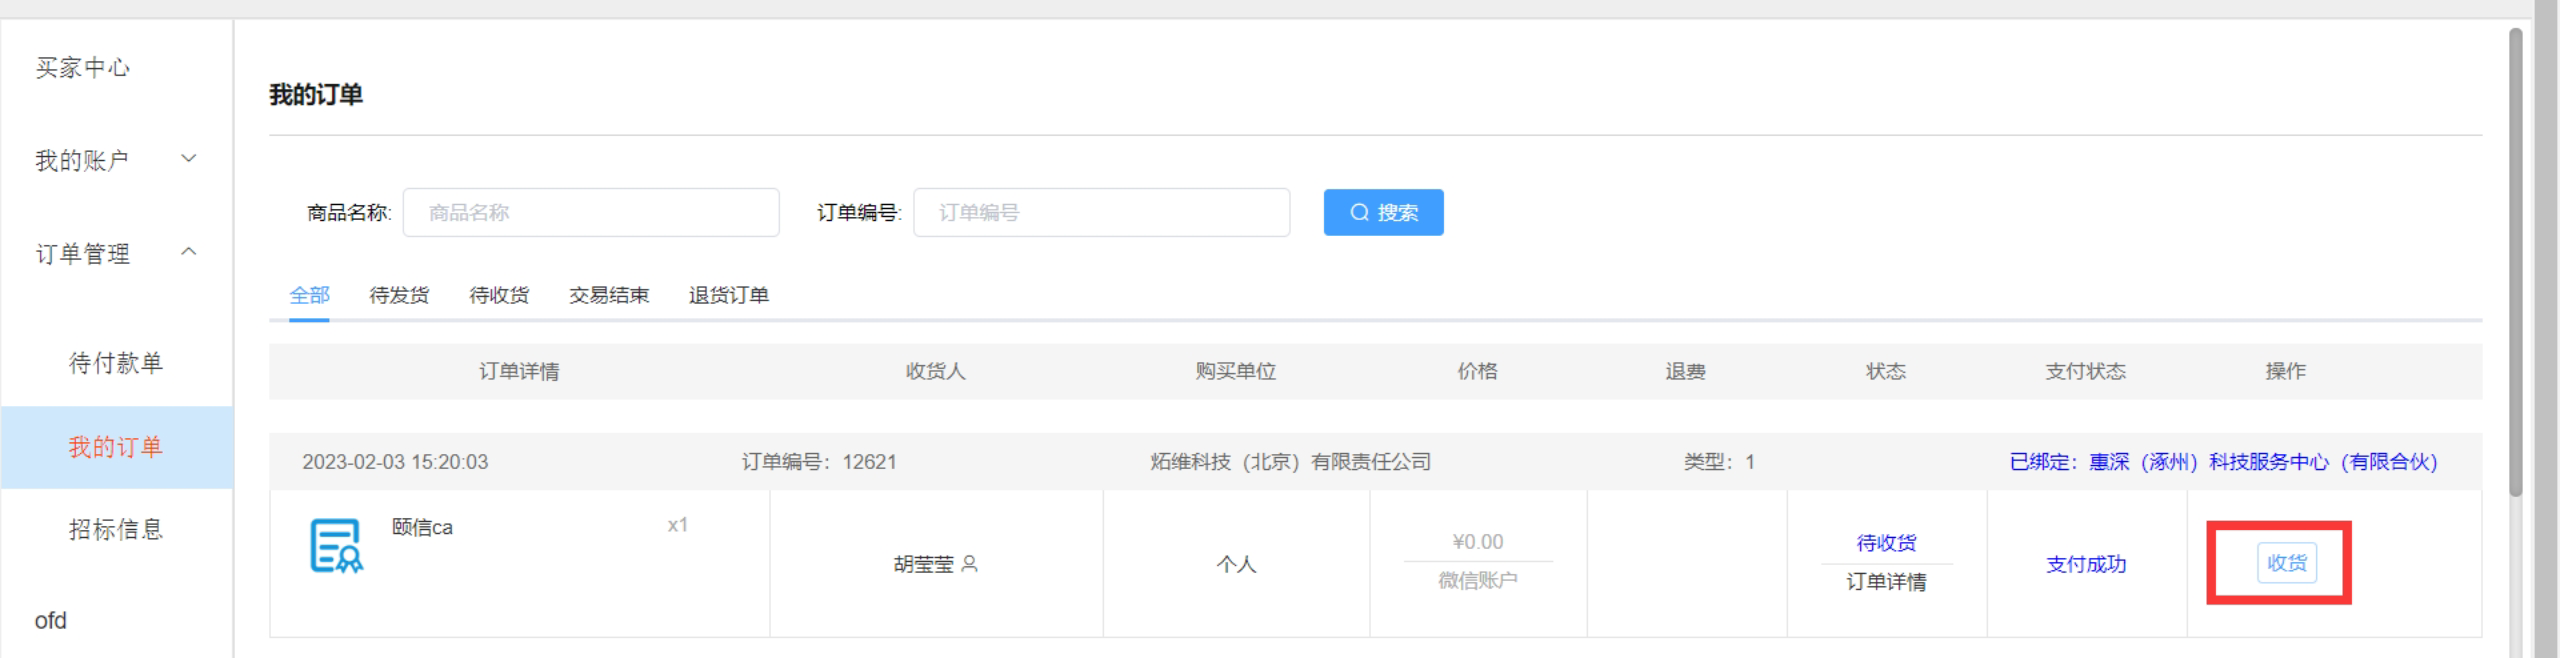 买家中心
我的账户
订单管理
待付款单
我的订单
招标信息
ofd
我的订单
商品名称: 商品名称 订单编号: 订单编号 搜索
全部 待发货 待收货 交易结束 退货订单
订单详情 收货人 购买单位 价格 退费 状态 支付状态 操作
2023-02-03 15:20:03 订单编号：12621 炻维科技（北京）有限责任公司 类型：1 已绑定：惠深（涿州）科技服务中心（有限合伙）
颐信ca x1
胡莹莹
个人
¥0.00
微信账户
待收货
订单详情
支付成功
收货